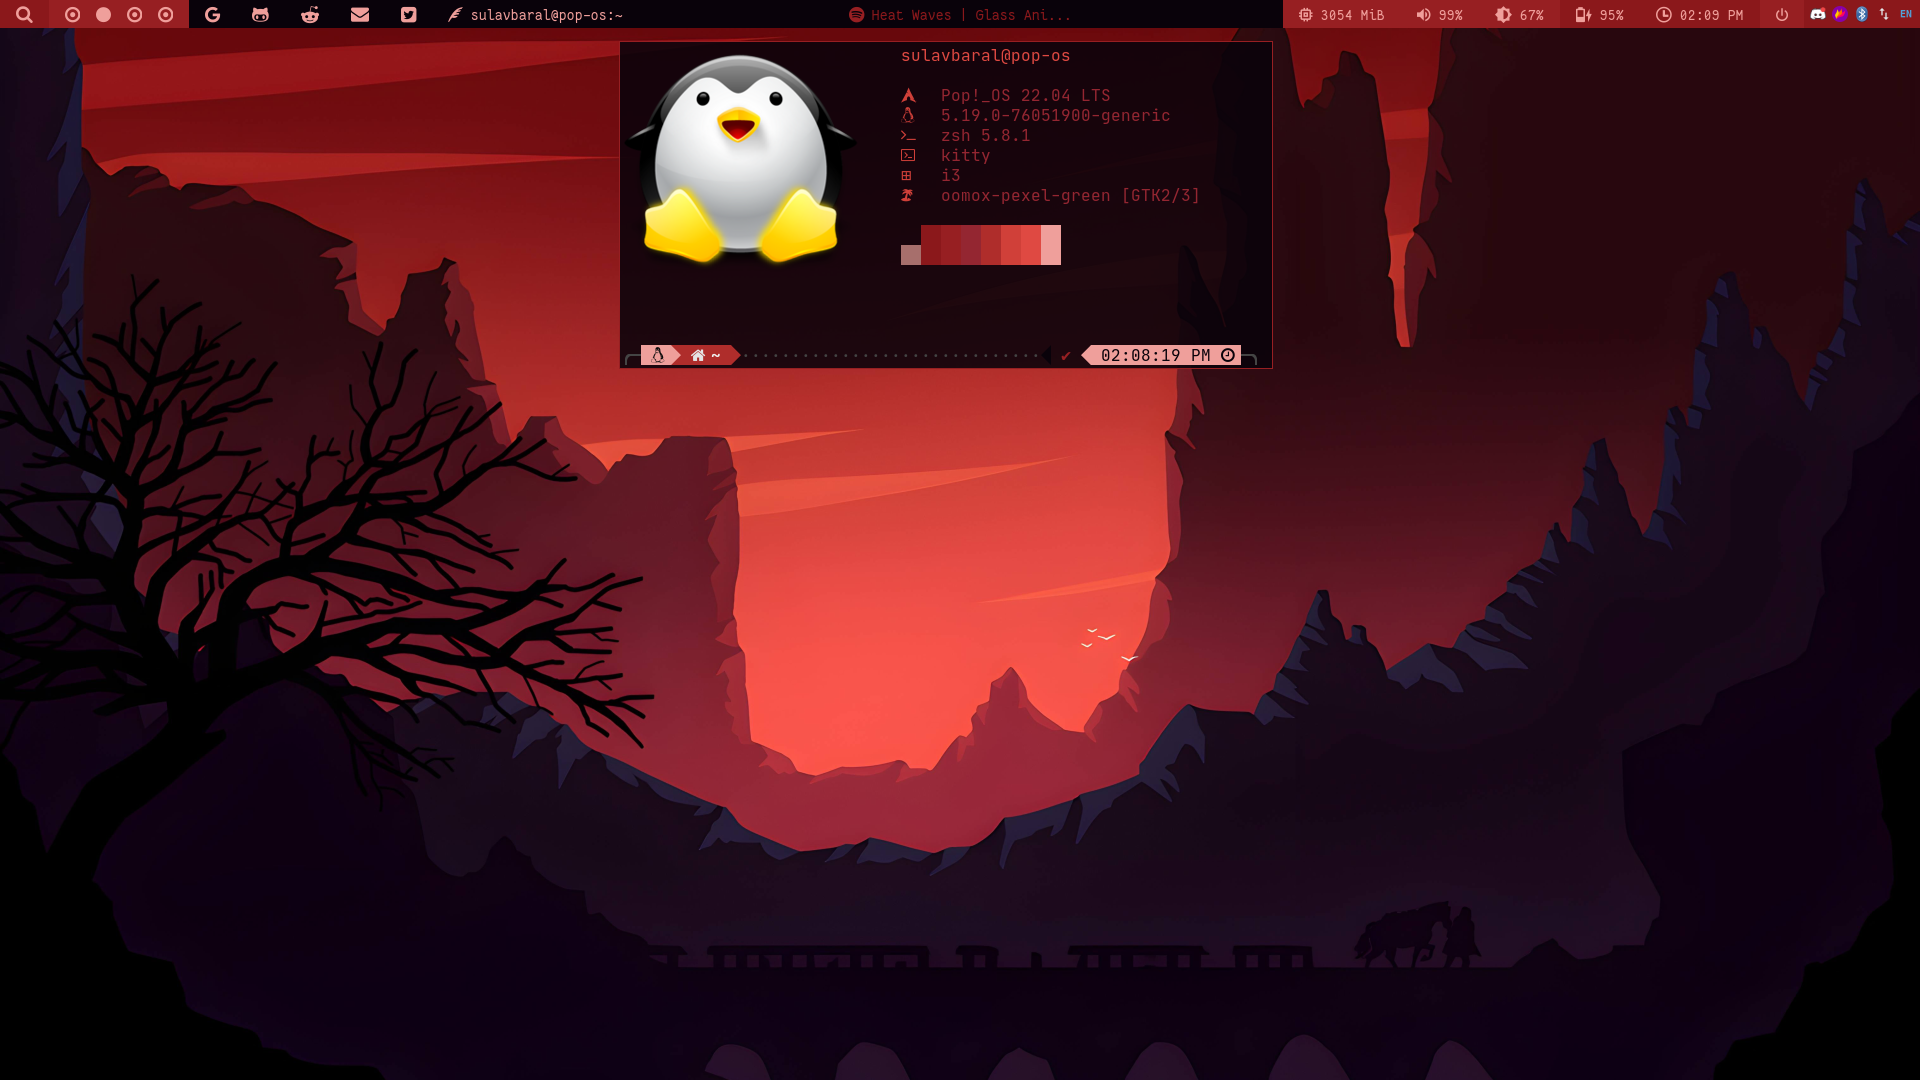 sulavbaral@pop-os:~
Heat Waves | Glass Ani...
3054 MiB
99%
67%
95%
02:09 PM
EN
sulavbaral@pop-os
Pop!_OS 22.04 LTS
5.19.0-76051900-generic
zsh 5.8.1
kitty
i3
oomox-pexel-green [GTK2/3]
~
02:08:19 PM